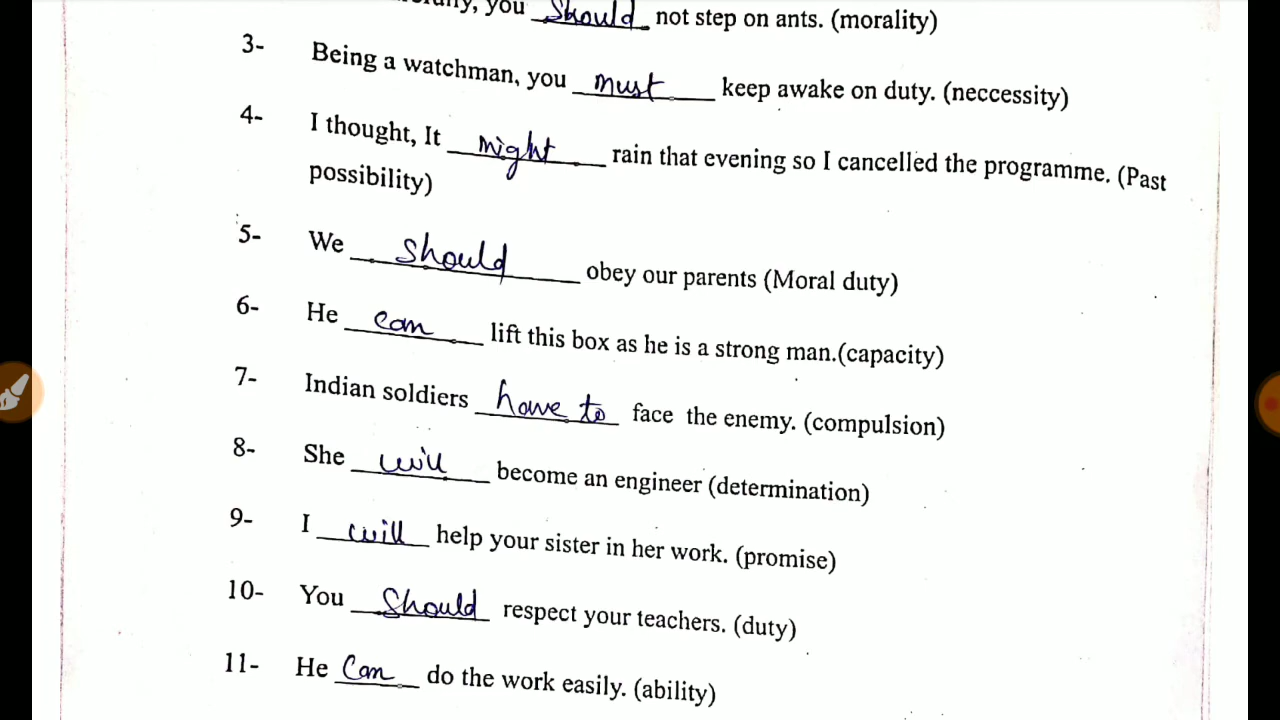 you Should not step on ants. (morality)
3- Being a watchman, you must keep awake on duty. (neccessity)
4- I thought, It might rain that evening so I cancelled the programme. (Past
possibility)
5- We should obey our parents (Moral duty)
6- He can lift this box as he is a strong man.(capacity)
7- Indian soldiers have to face the enemy. (compulsion)
8- She will become an engineer (determination)
9- I will help your sister in her work. (promise)
10- You Should respect your teachers. (duty)
11- He Can do the work easily. (ability)